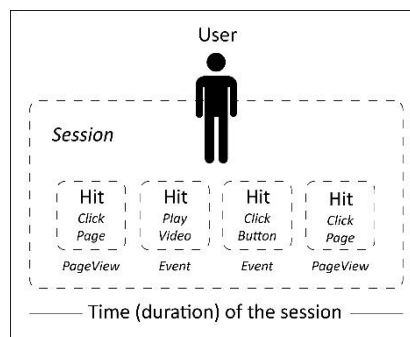 User
Session
Hit
Click
Page
Hit
Play
Video
Hit
Click
Button
Hit
Click
Page
PageView
Event
Event
PageView
Time (duration) of the session